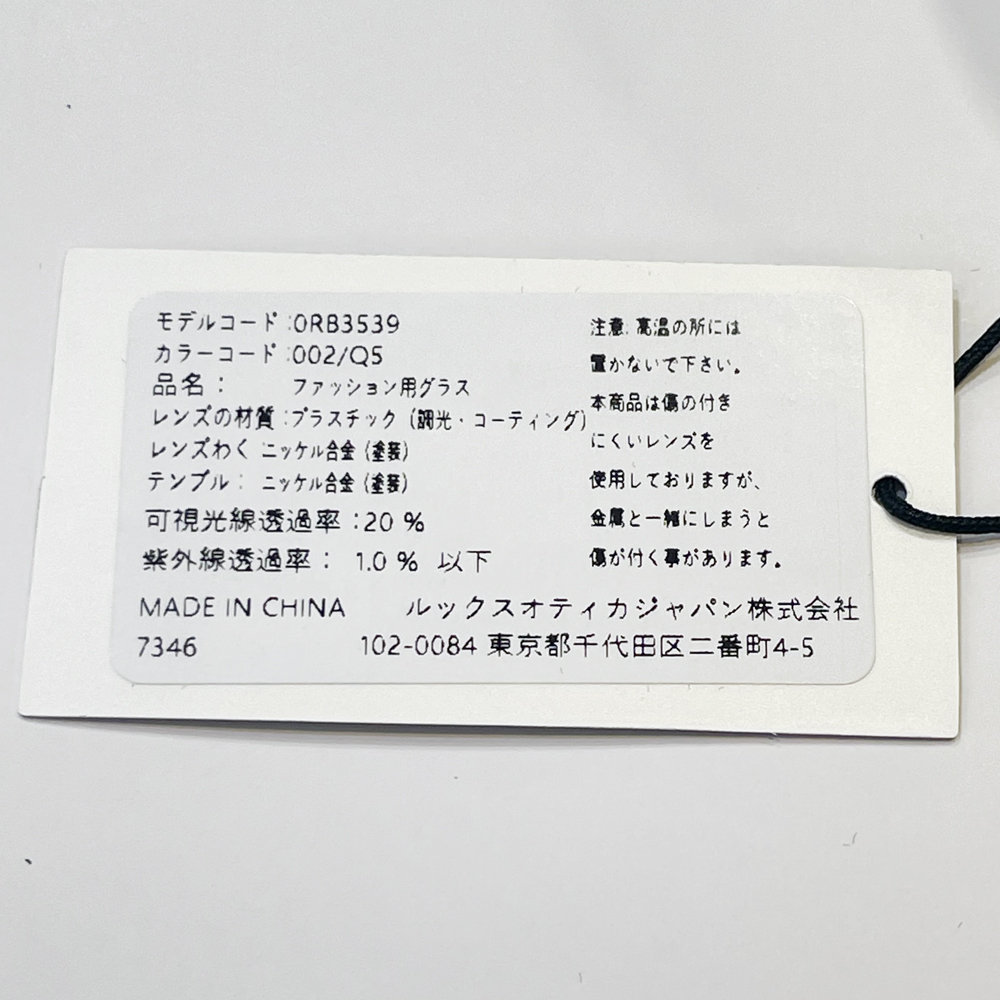 モデルコード:0RB3539
カラーコード:002/Q5
品名: ファッション用グラス
レンズの材質:プラスチック(調光・コーティング)
レンズわく ニッケル合金(塗装)
テンプル: ニッケル合金(塗装)
可視光線透過率:20 %
紫外線透過率: 1.0 % 以下
注意,高温の所には
置かないで下さい。
本商品は傷の付き
にくいレンズを
使用しておりますが、
金属と一緒にしまうと
傷が付く事があります。
MADE IN CHINA ルックスオティカジャパン株式会社
7346 102-0084 東京都千代田区二番町4-5